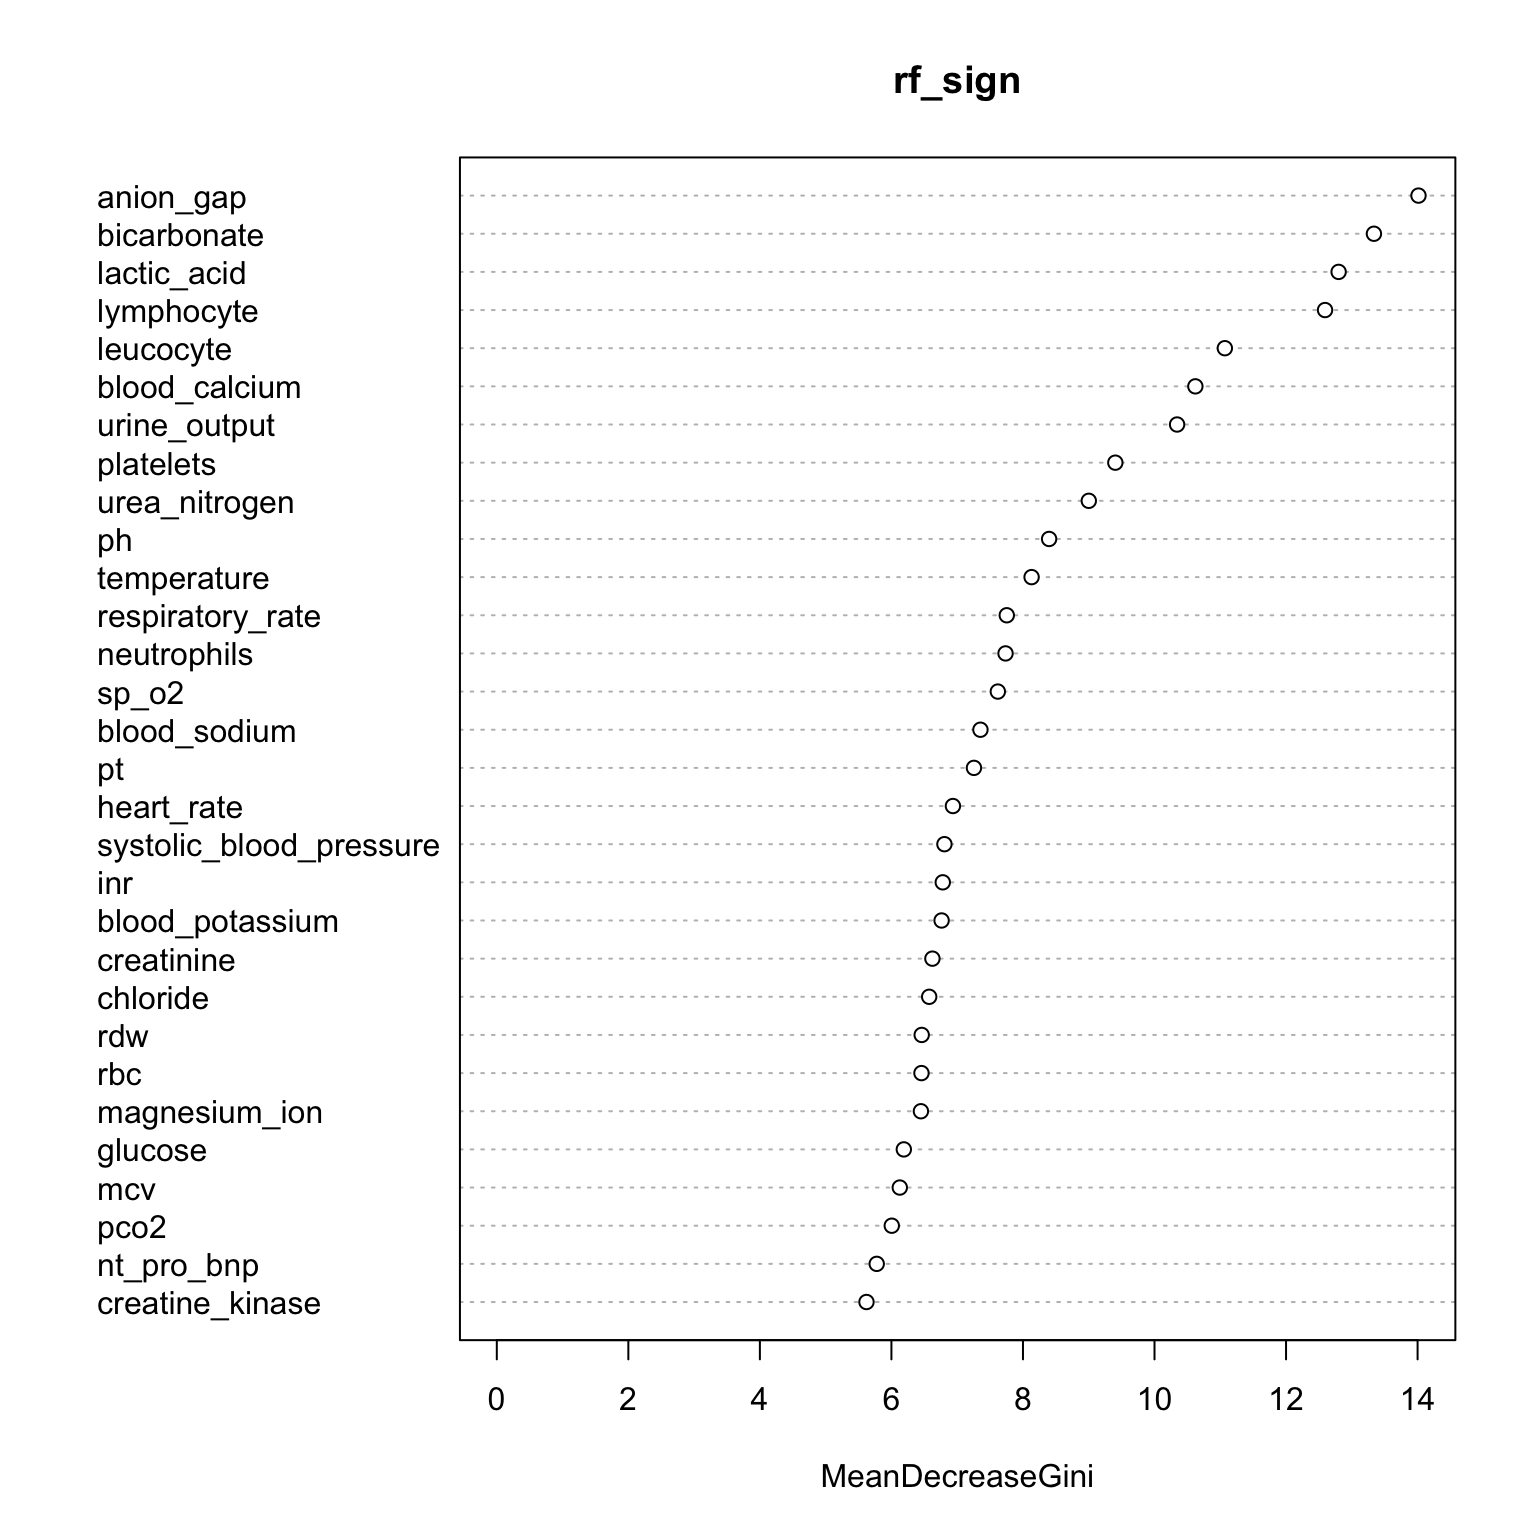 rf_sign
anion_gap
bicarbonate
lactic_acid
lymphocyte
leucocyte
blood_calcium
urine_output
platelets
urea_nitrogen
ph
temperature
respiratory_rate
neutrophils
sp_o2
blood_sodium
pt
heart_rate
systolic_blood_pressure
inr
blood_potassium
creatinine
chloride
rdw
rbc
magnesium_ion
glucose
mcv
pco2
nt_pro_bnp
creatine_kinase
0 2 4 6 8 10 12 14
MeanDecreaseGini